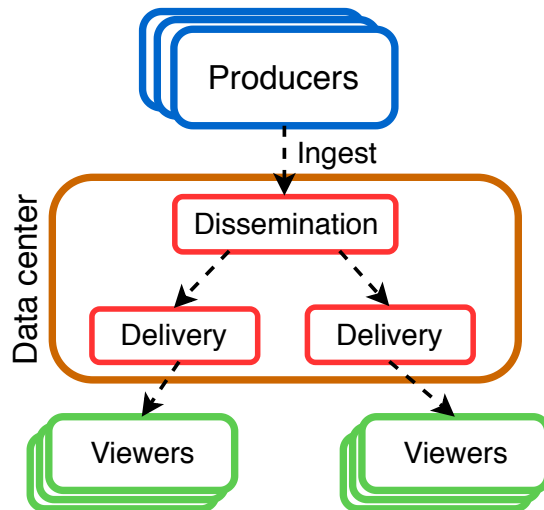 Producers
Ingest
Data center
Dissemination
Delivery
Delivery
Viewers
Viewers